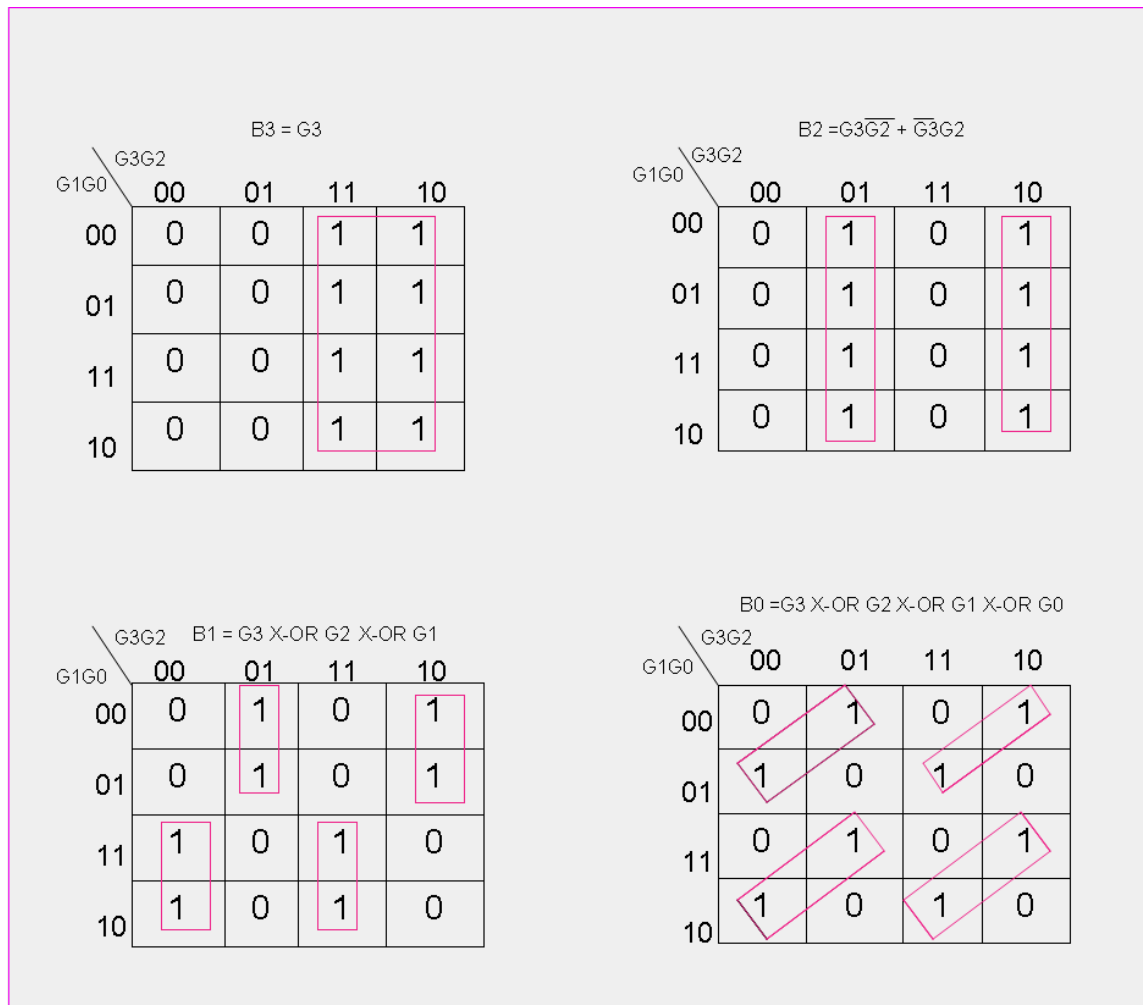 B3 = G3
G3G2
G1G0
00 01 11 10
00 0 0 1 1
01 0 0 1 1
11 0 0 1 1
10 0 0 1 1
B2 =G3G̅2̅ + G̅3G2
G3G2
G1G0
00 01 11 10
00 0 1 0 1
01 0 1 0 1
11 0 1 0 1
10 0 1 0 1
B1 = G3 X-OR G2 X-OR G1
G3G2
G1G0
00 01 11 10
00 0 1 0 1
01 0 1 0 1
11 1 0 1 0
10 1 0 1 0
B0 =G3 X-OR G2 X-OR G1 X-OR G0
G3G2
G1G0
00 01 11 10
00 0 1 0 1
01 1 0 1 0
11 0 1 0 1
10 1 0 1 0